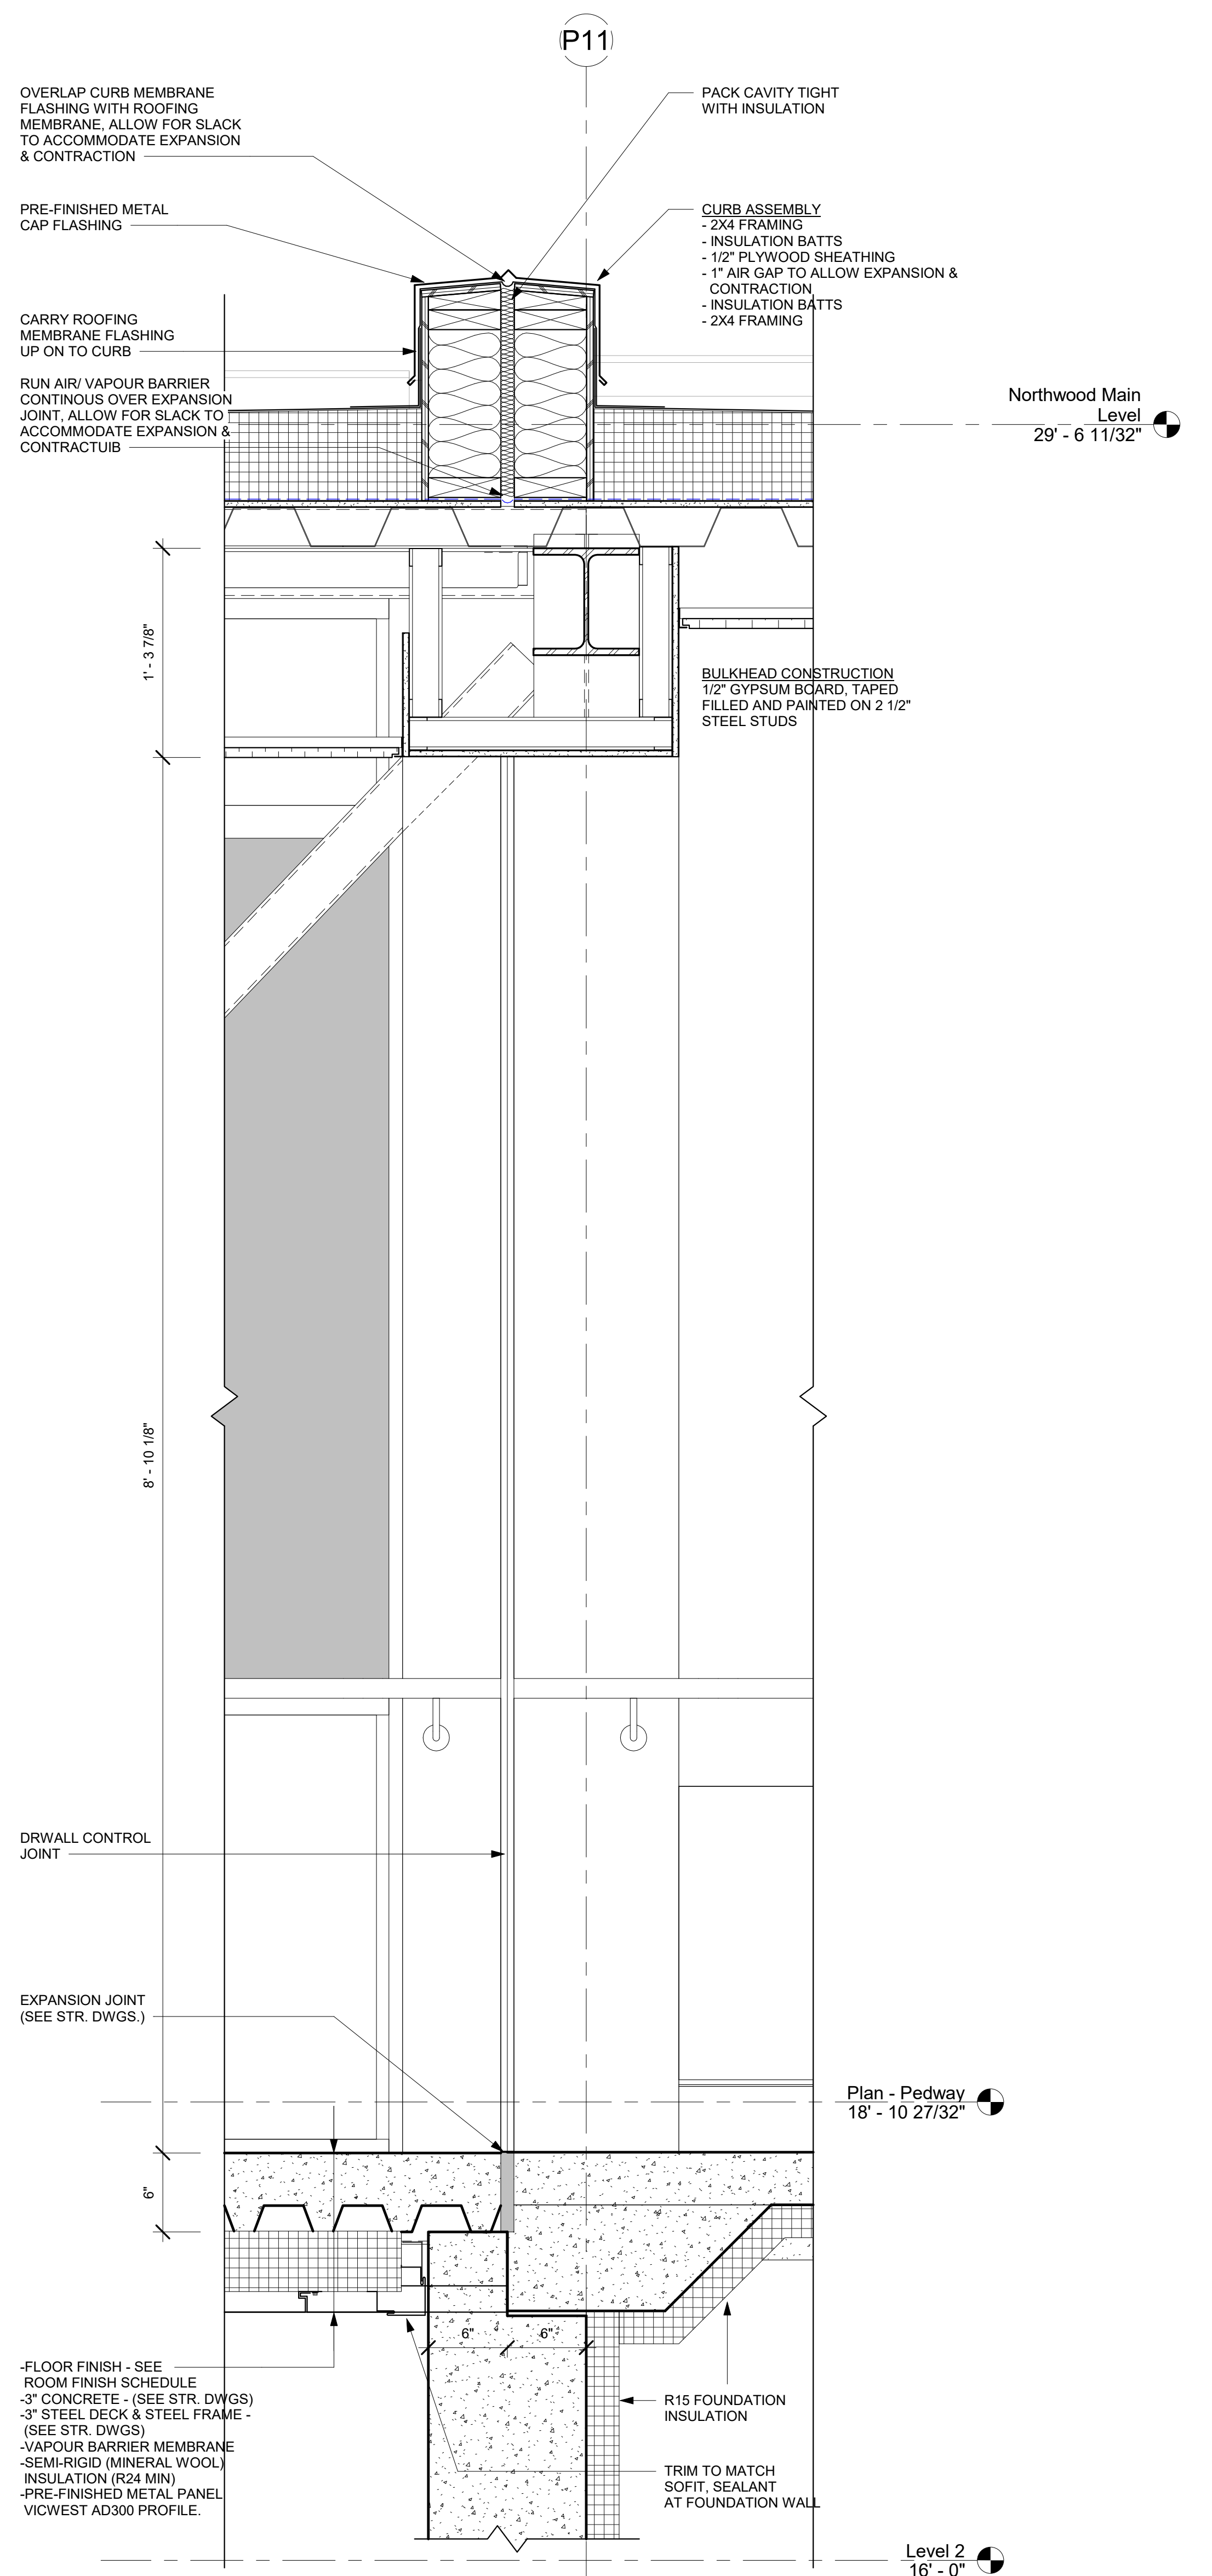 P11
OVERLAP CURB MEMBRANE
FLASHING WITH ROOFING
MEMBRANE, ALLOW FOR SLACK
TO ACCOMMODATE EXPANSION
& CONTRACTION
PACK CAVITY TIGHT
WITH INSULATION
PRE-FINISHED METAL
CAP FLASHING
CURB ASSEMBLY
- 2X4 FRAMING
- INSULATION BATTS
- 1/2" PLYWOOD SHEATHING
- 1" AIR GAP TO ALLOW EXPANSION &
CONTRACTION
- INSULATION BATTS
- 2X4 FRAMING
CARRY ROOFING
MEMBRANE FLASHING
UP ON TO CURB
RUN AIR/ VAPOUR BARRIER
CONTINOUS OVER EXPANSION
JOINT, ALLOW FOR SLACK TO
ACCOMMODATE EXPANSION &
CONTRACTUIB
Northwood Main
Level
29' - 6 11/32"
1' - 3 7/8"
BULKHEAD CONSTRUCTION
1/2" GYPSUM BOARD, TAPED
FILLED AND PAINTED ON 2 1/2"
STEEL STUDS
8' - 10 1/8"
DRWALL CONTROL
JOINT
EXPANSION JOINT
(SEE STR. DWGS.)
Plan - Pedway
18' - 10 27/32"
6"
6"
6"
-FLOOR FINISH - SEE
ROOM FINISH SCHEDULE
-3" CONCRETE - (SEE STR. DWGS)
-3" STEEL DECK & STEEL FRAME -
(SEE STR. DWGS)
-VAPOUR BARRIER MEMBRANE
-SEMI-RIGID (MINERAL WOOL)
INSULATION (R24 MIN)
-PRE-FINISHED METAL PANEL
VICWEST AD300 PROFILE.
R15 FOUNDATION
INSULATION
TRIM TO MATCH
SOFIT, SEALANT
AT FOUNDATION WALL
Level 2
16' - 0"